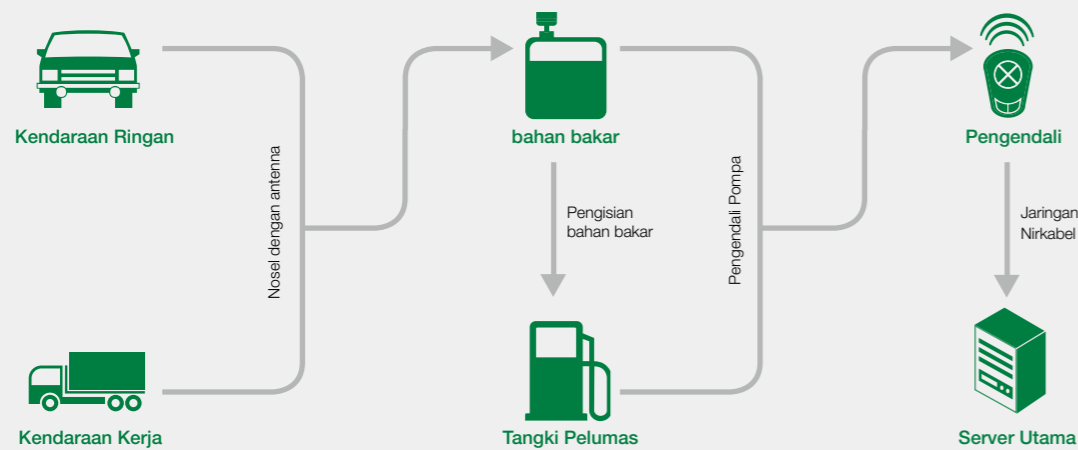 Kendaraan Ringan
Nosel dengan antenna
Kendaraan Kerja
bahan bakar
Pengisian
bahan bakar
Tangki Pelumas
Pengendali Pompa
Pengendali
Jaringan
Nirkabel
Server Utama